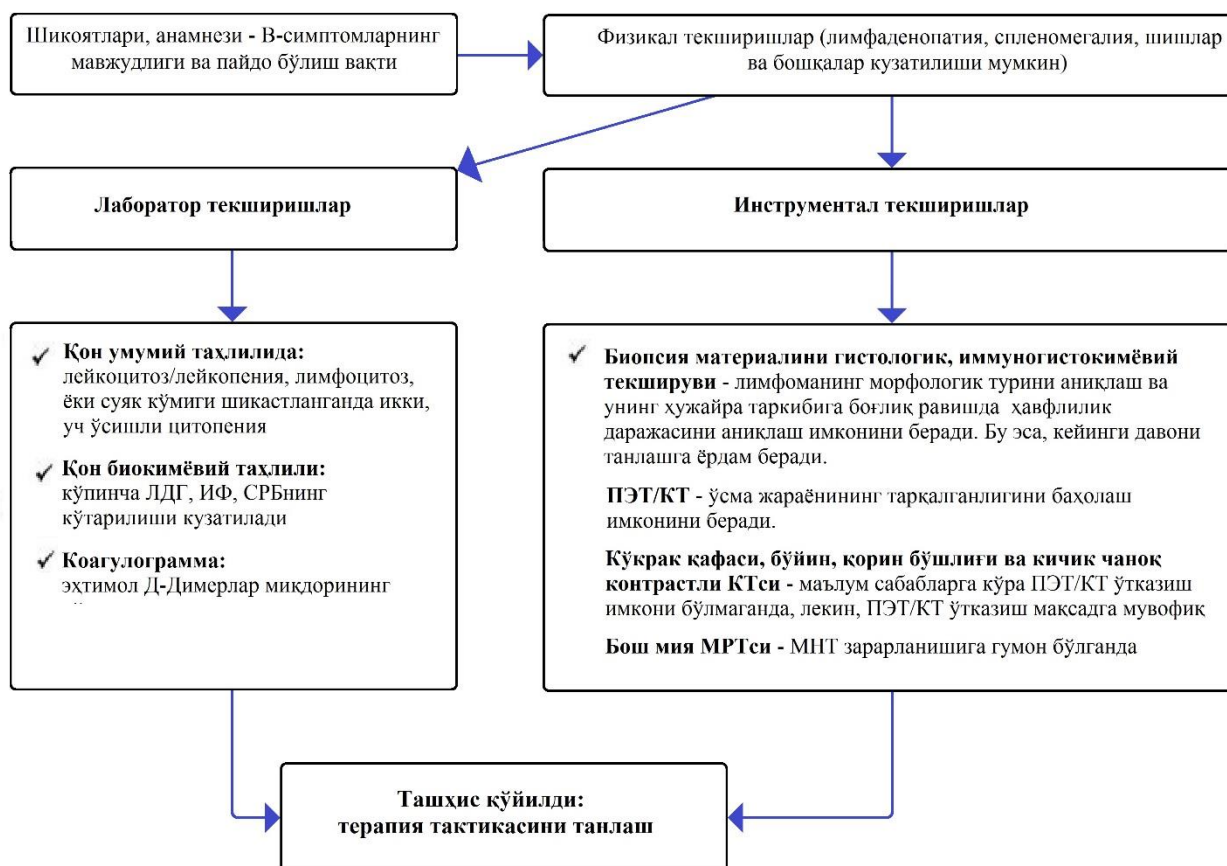 Шикоятлари, анамнези - В-симптомларнинг
мавжудлиги ва пайдо бўлиш вақти
Физикал текширишлар (лимфаденопатия, спленомегалия, шишлар
ва бошқалар кузатилиши мумкин)
Лаборатор текширишлар
Инструментал текширишлар
Қон умумий таҳлилида:
лейкоцитоз/лейкопения, лимфоцитоз,
ёки суяк кўмиги шикастланганда икки,
уч ўсишли цитопения
Қон биокимёвий таҳлили:
кўпинча ЛДГ, ИФ, СРБнинг
кўтарилиши кузатилади
Коагулограмма:
эҳтимол Д-Димерлар миқдорининг
Биопсия материалини гистологик, иммуногистокимёвий
текшируви - лимфоманинг морфологик турини аниқлаш ва
унинг ҳужайра таркибига боғлиқ равишда ҳавфлилик
даражасини аниқлаш имконини беради. Бу эса, кейинги давони
танлашга ёрдам беради.
ПЭТ/КТ - ўсма жараёнининг тарқалганлигини баҳолаш
имконини беради.
Кўкрак қафаси, бўйин, қорин бўшлиғи ва кичик чаноқ
контрастли КТси - маълум сабабларга кўра ПЭТ/КТ ўтказиш
имкони бўлмаганда, лекин, ПЭТ/КТ ўтказиш мақсадга мувофиқ
Бош мия МРТси - МНТ зарарланишига гумон бўлганда
Ташҳис қўйилди:
терапия тактикасини танлаш